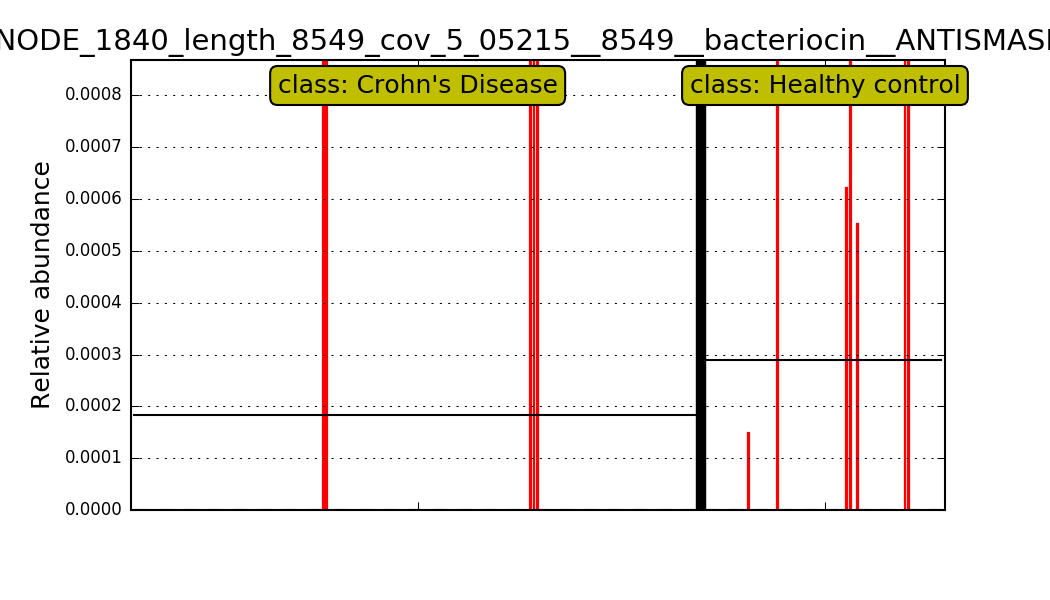 NODE_1840_length_8549_cov_5_05215__8549__bacteriocin__ANTISMASH
class: Crohn's Disease
class: Healthy control
Relative abundance
0.0008
0.0007
0.0006
0.0005
0.0004
0.0003
0.0002
0.0001
0.0000